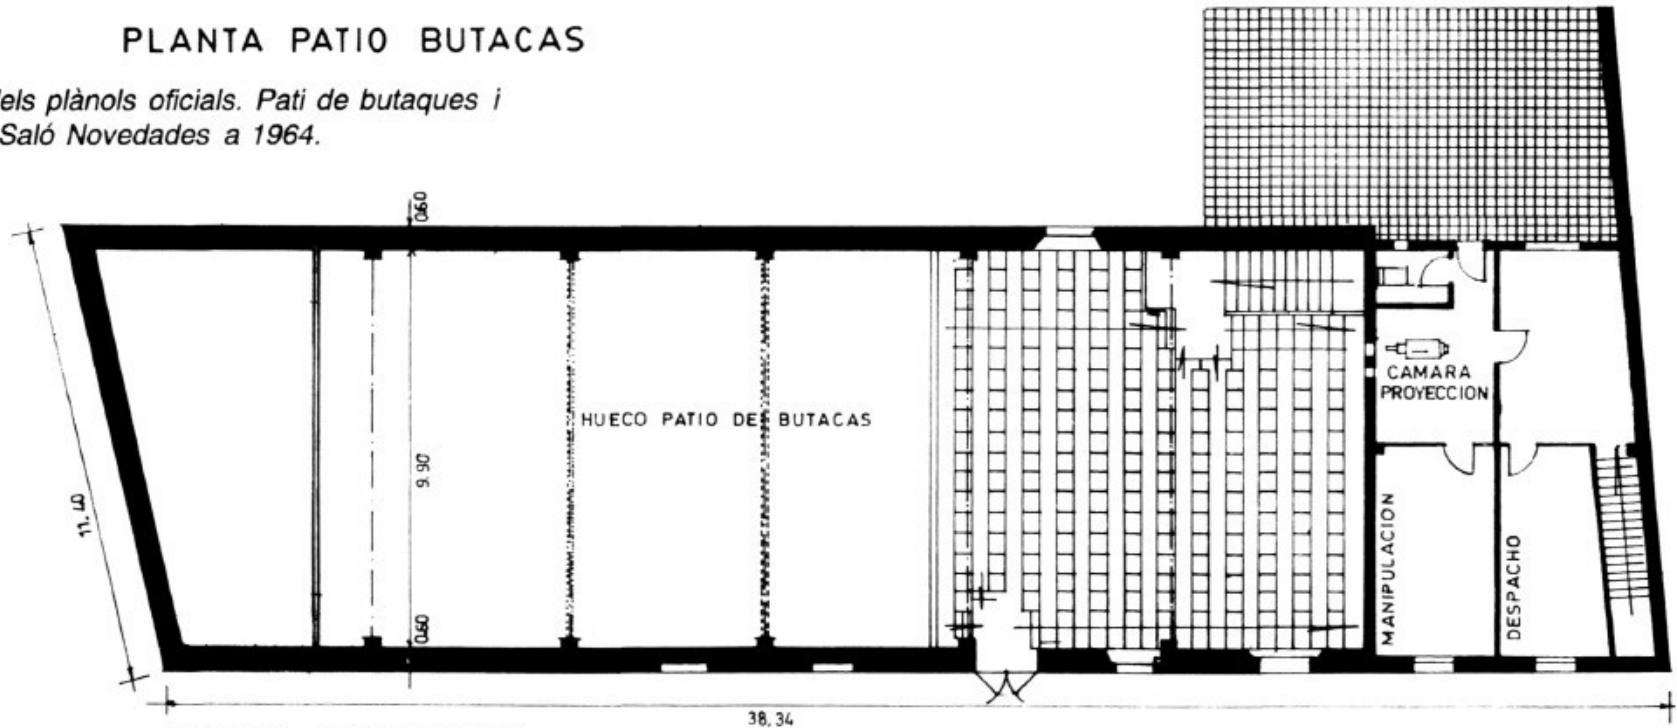 PLANTA PATIO BUTACAS
els plànols oficials. Pati de butaques i
Saló Novedades a 1964.
0.60
11.40
9.90
HUECO PATIO DE BUTACAS
0.60
CAMARA
PROYECCION
MANIPULACION
DESPACHO
38,34